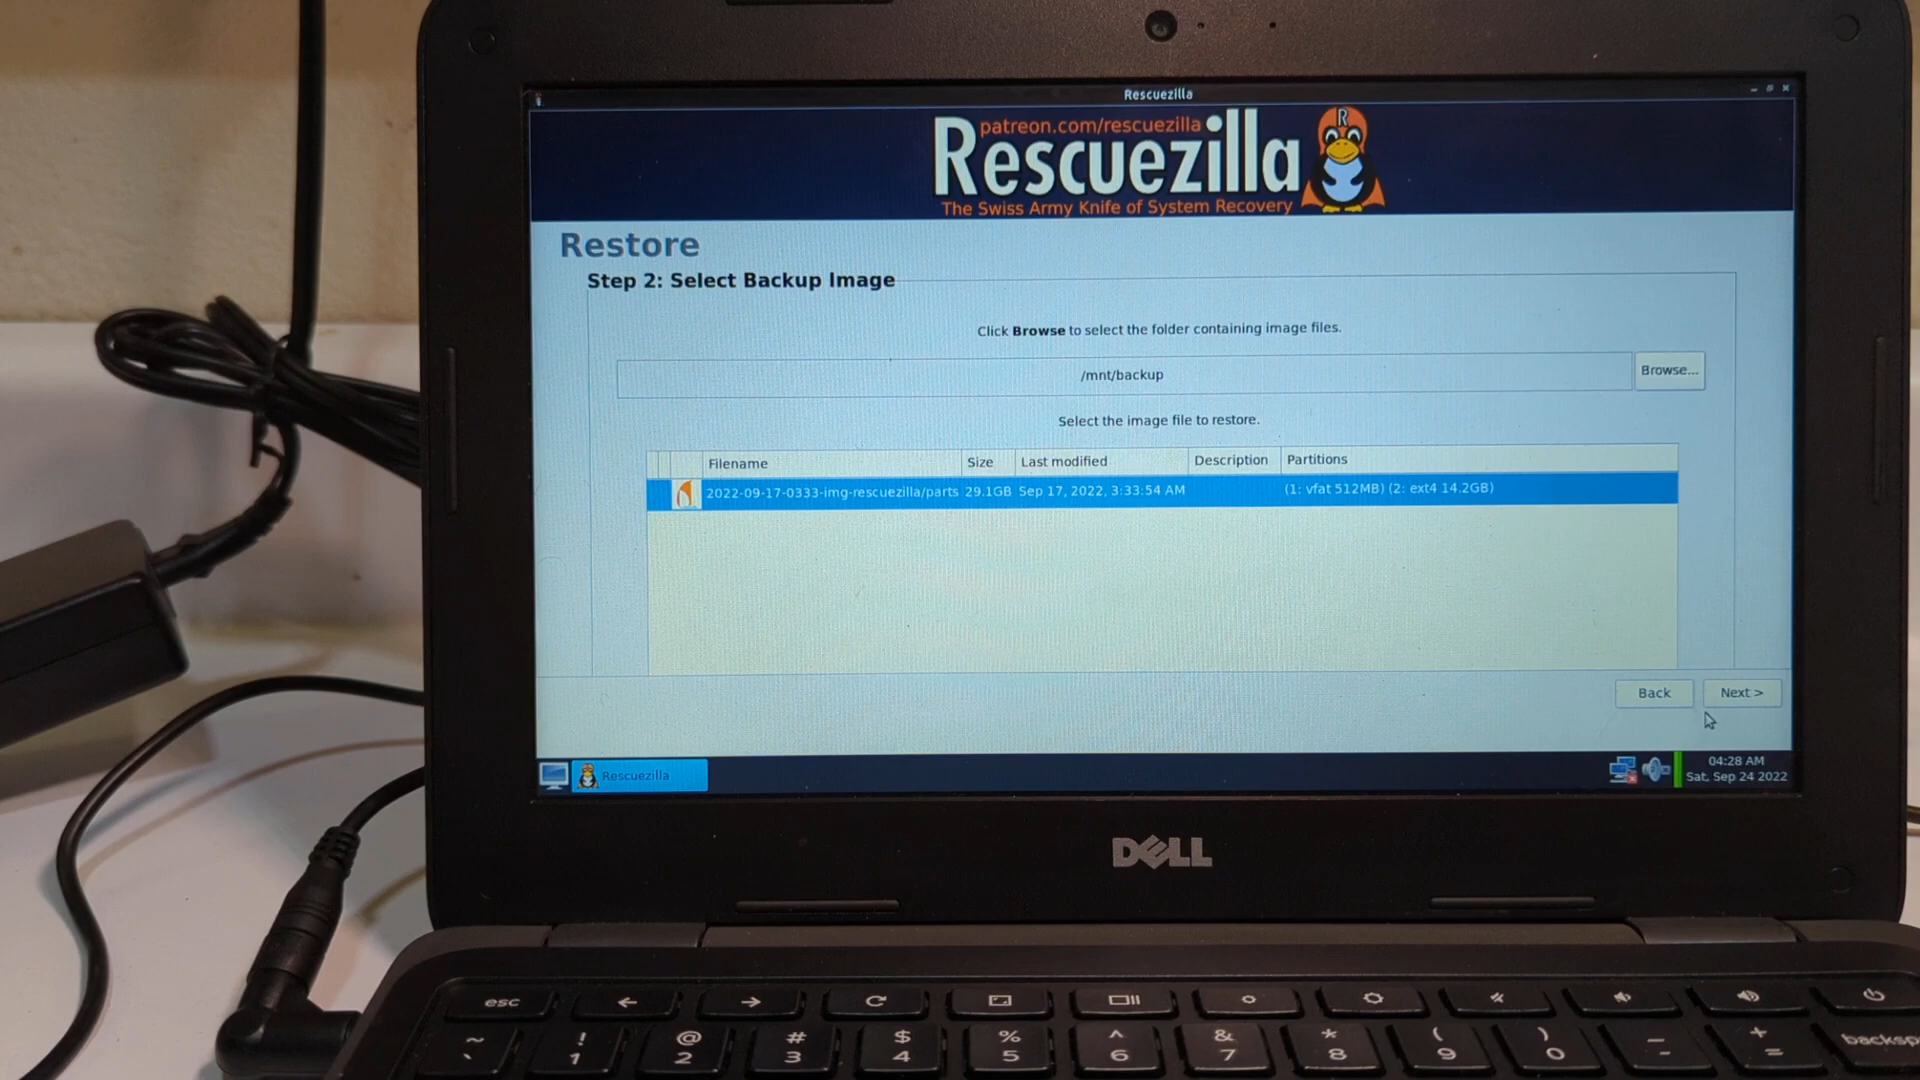 Rescuezilla
patreon.com/rescuezilla
Rescuezilla
R
The Swiss Army Knife of System Recovery
Restore
Step 2: Select Backup Image
Click Browse to select the folder containing image files.
/mnt/backup
Browse...
Select the image file to restore.
Filename Size Last modified Description Partitions
2022-09-17-0333-img-rescuezilla/parts 29.1GB Sep 17, 2022, 3:33:54 AM (1: vfat 512MB) (2: ext4 14.2GB)
Back Next >
Rescuezilla
04:28 AM
Sat, Sep 24 2022
DELL
esc
~ ! @ # $ % ^ & * ( ) _ +
` 1 2 3 4 5 6 7 8 9 0 - =
backsp